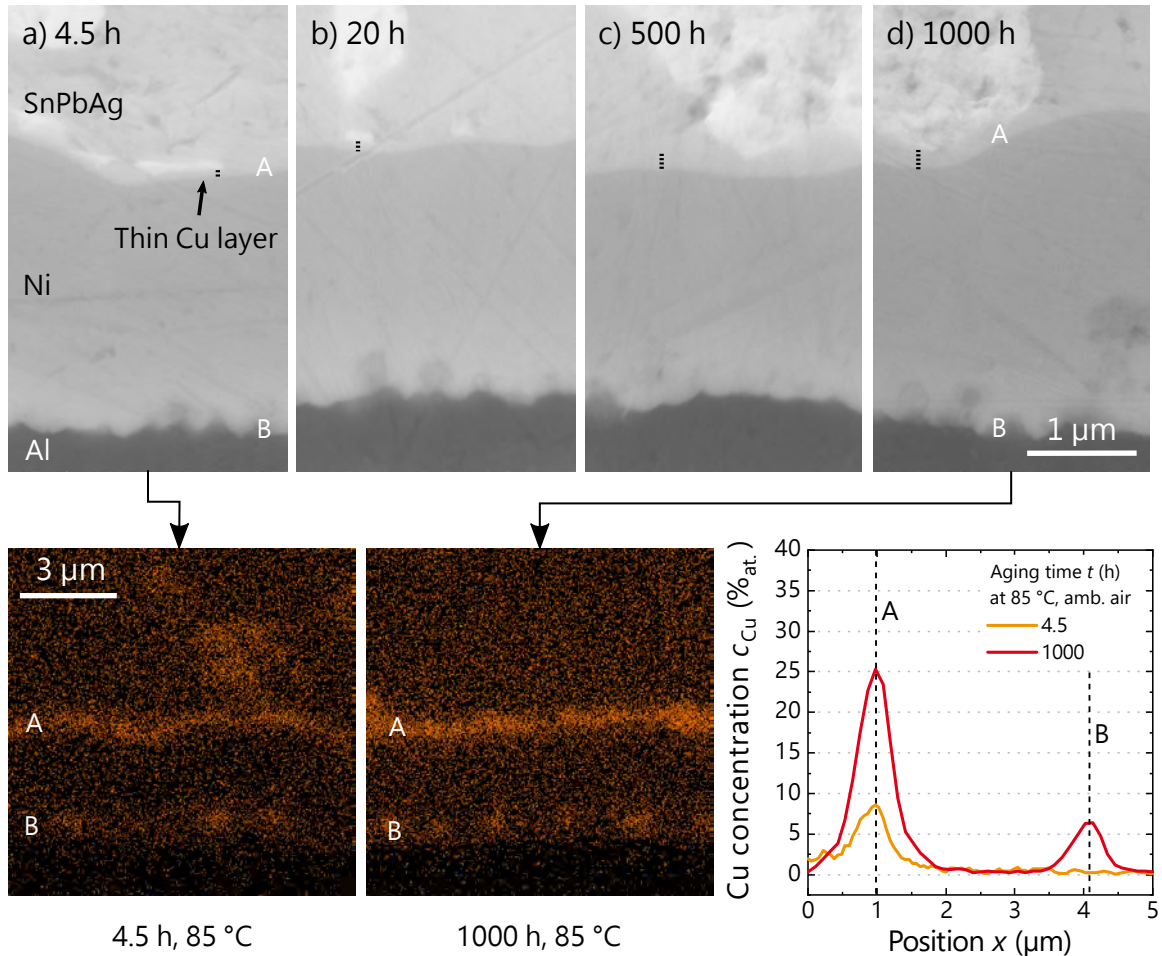 a) 4.5 h
b) 20 h
c) 500 h
d) 1000 h
SnPbAg
A
A
Thin Cu layer
Ni
B
B
Al
1 µm
3 µm
A
B
A
B
4.5 h, 85 °C
1000 h, 85 °C
Cu concentration c_Cu (%at.)
40
35
30
25
20
15
10
5
0
Aging time t (h)
at 85 °C, amb. air
4.5
1000
A
B
0 1 2 3 4 5
Position x (µm)